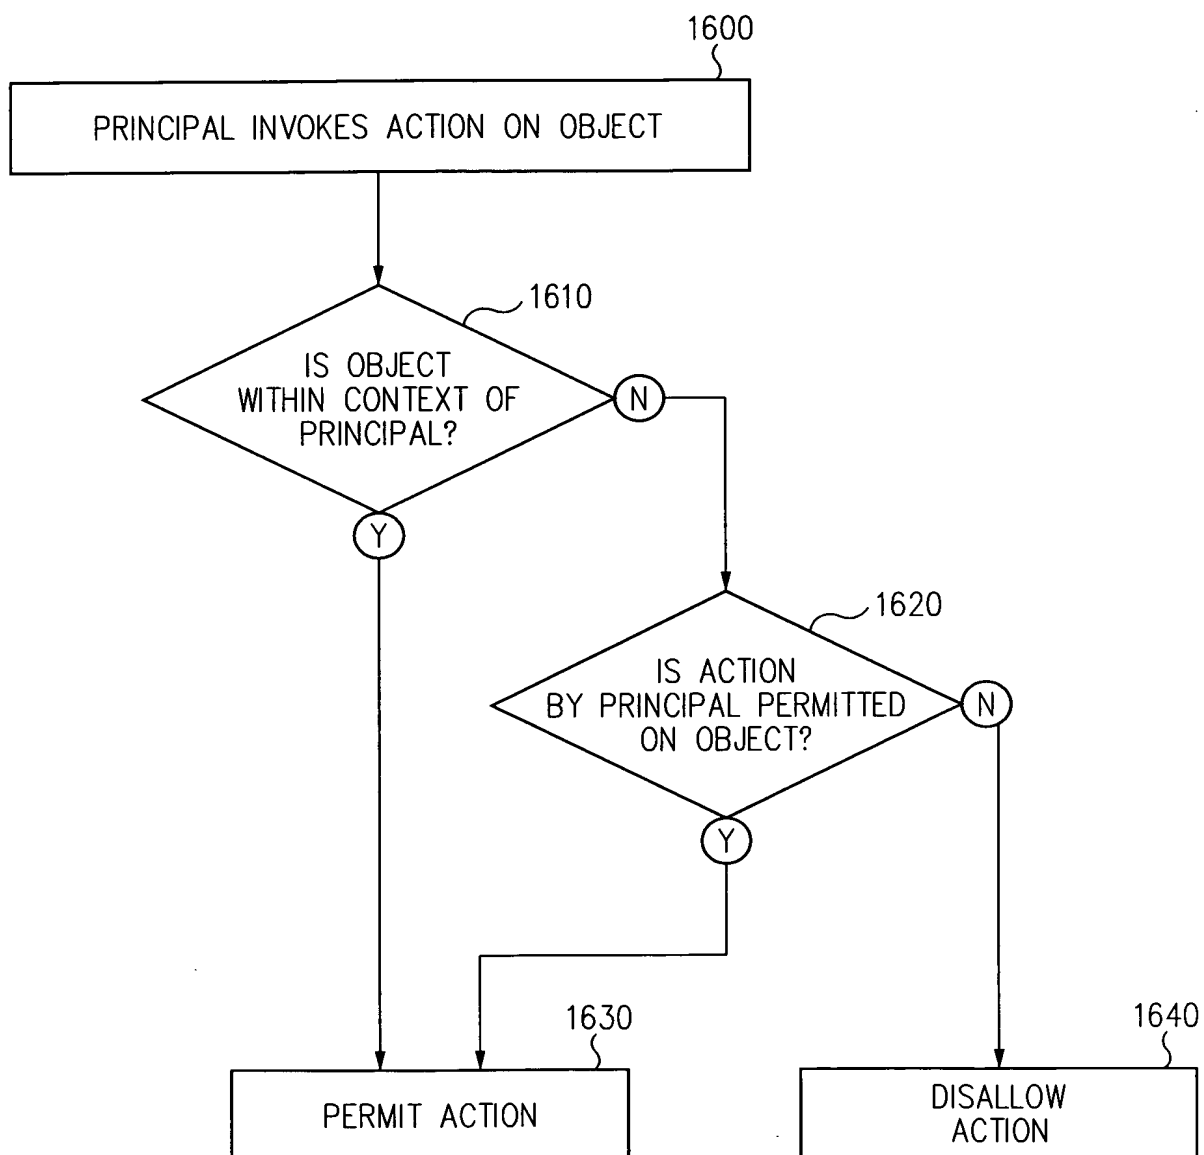 1600
PRINCIPAL INVOKES ACTION ON OBJECT
1610
IS OBJECT
WITHIN CONTEXT OF
PRINCIPAL?
N
Y
1620
IS ACTION
BY PRINCIPAL PERMITTED
ON OBJECT?
N
Y
1630
PERMIT ACTION
1640
DISALLOW
ACTION